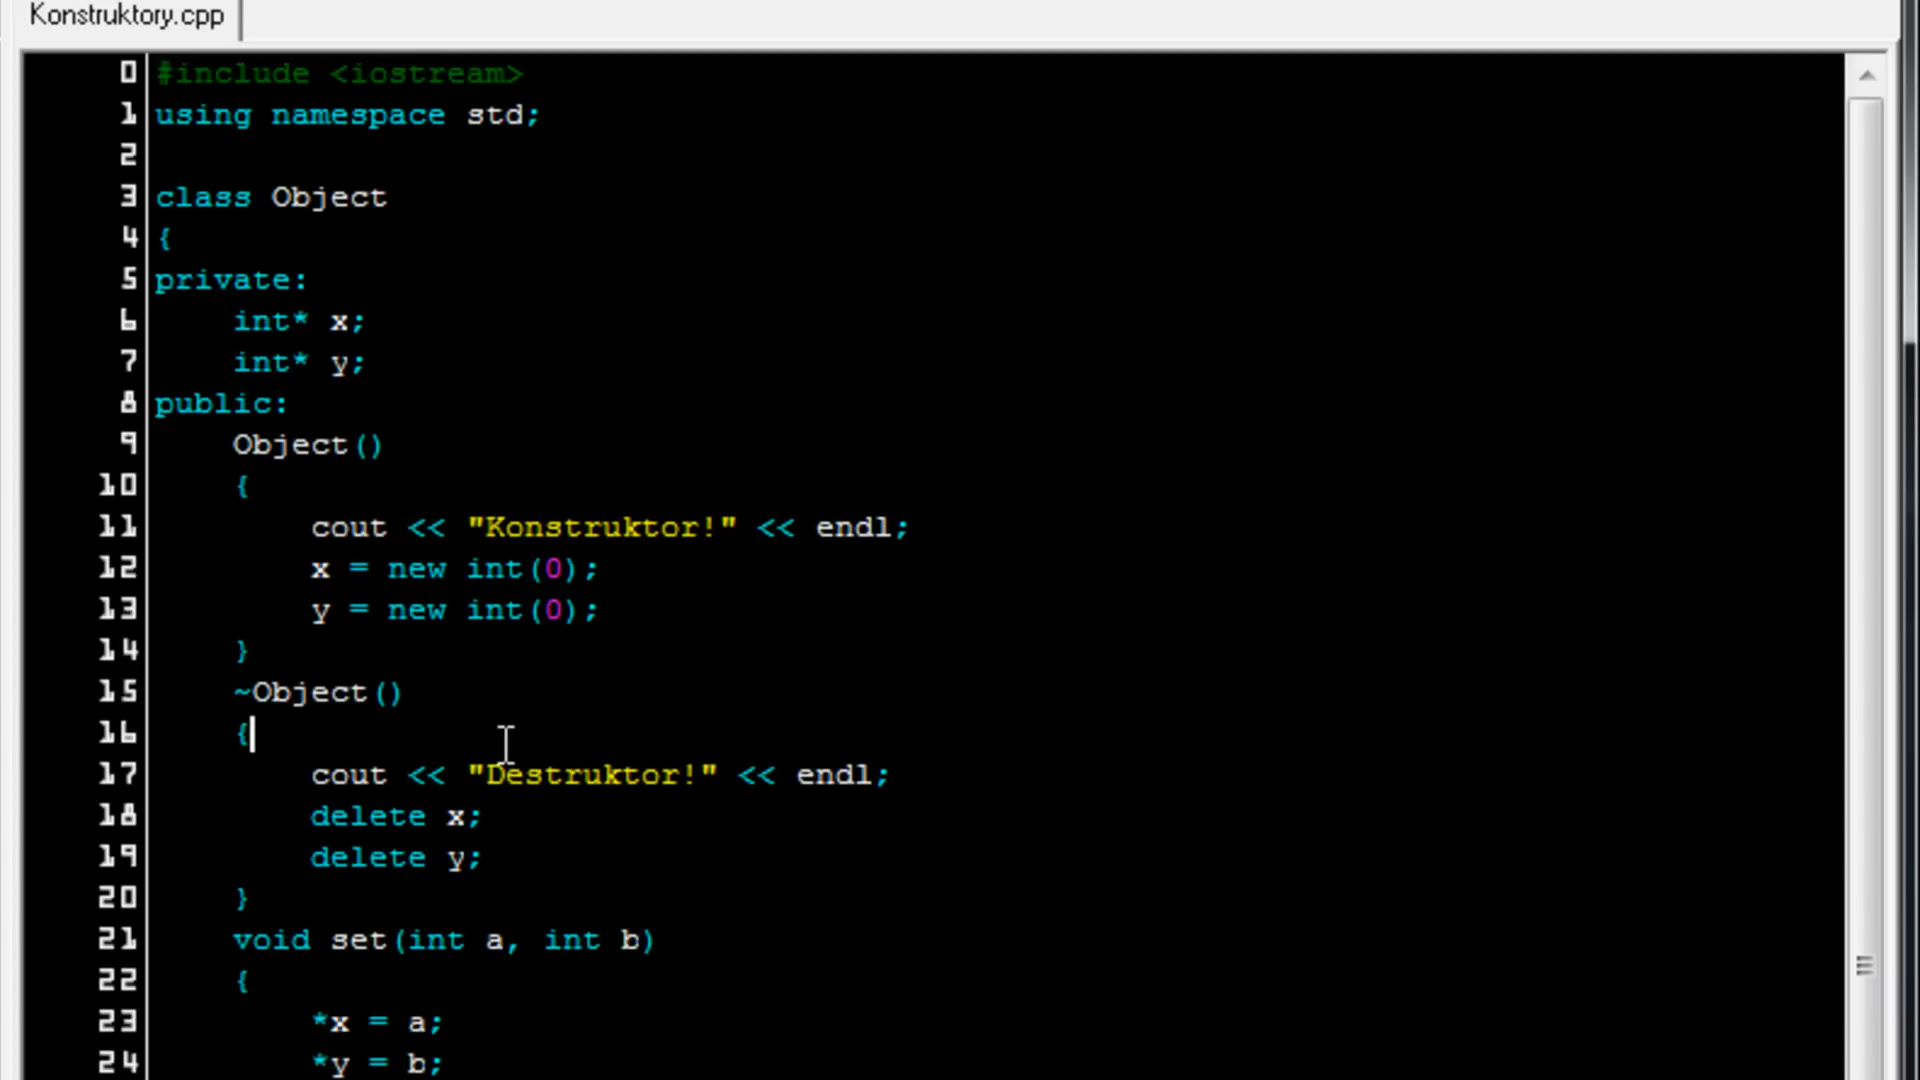 Konstruktory.cpp
0 #include <iostream>
1 using namespace std;
2
3 class Object
4 {
5 private:
6     int* x;
7     int* y;
8 public:
9     Object()
10     {
11         cout << "Konstruktor!" << endl;
12         x = new int(0);
13         y = new int(0);
14     }
15     ~Object()
16     {
17         cout << "Destruktor!" << endl;
18         delete x;
19         delete y;
20     }
21     void set(int a, int b)
22     {
23         *x = a;
24         *y = b;